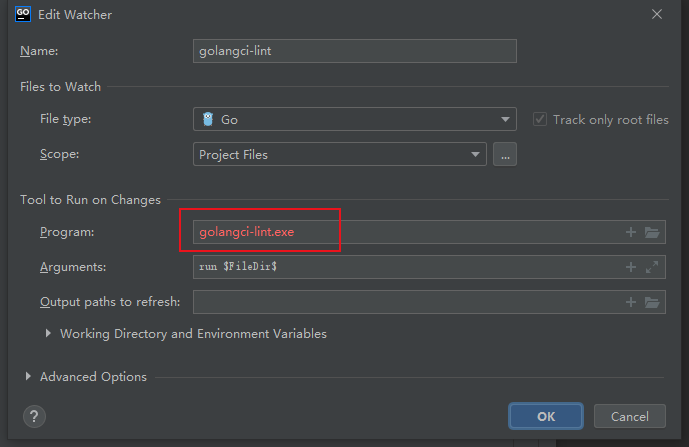 GO Edit Watcher
Name: golangci-lint
Files to Watch
File type: Go Track only root files
Scope: Project Files ...
Tool to Run on Changes
Program: golangci-lint.exe
Arguments: run $FileDir$
Output paths to refresh:
Working Directory and Environment Variables
Advanced Options
? OK Cancel